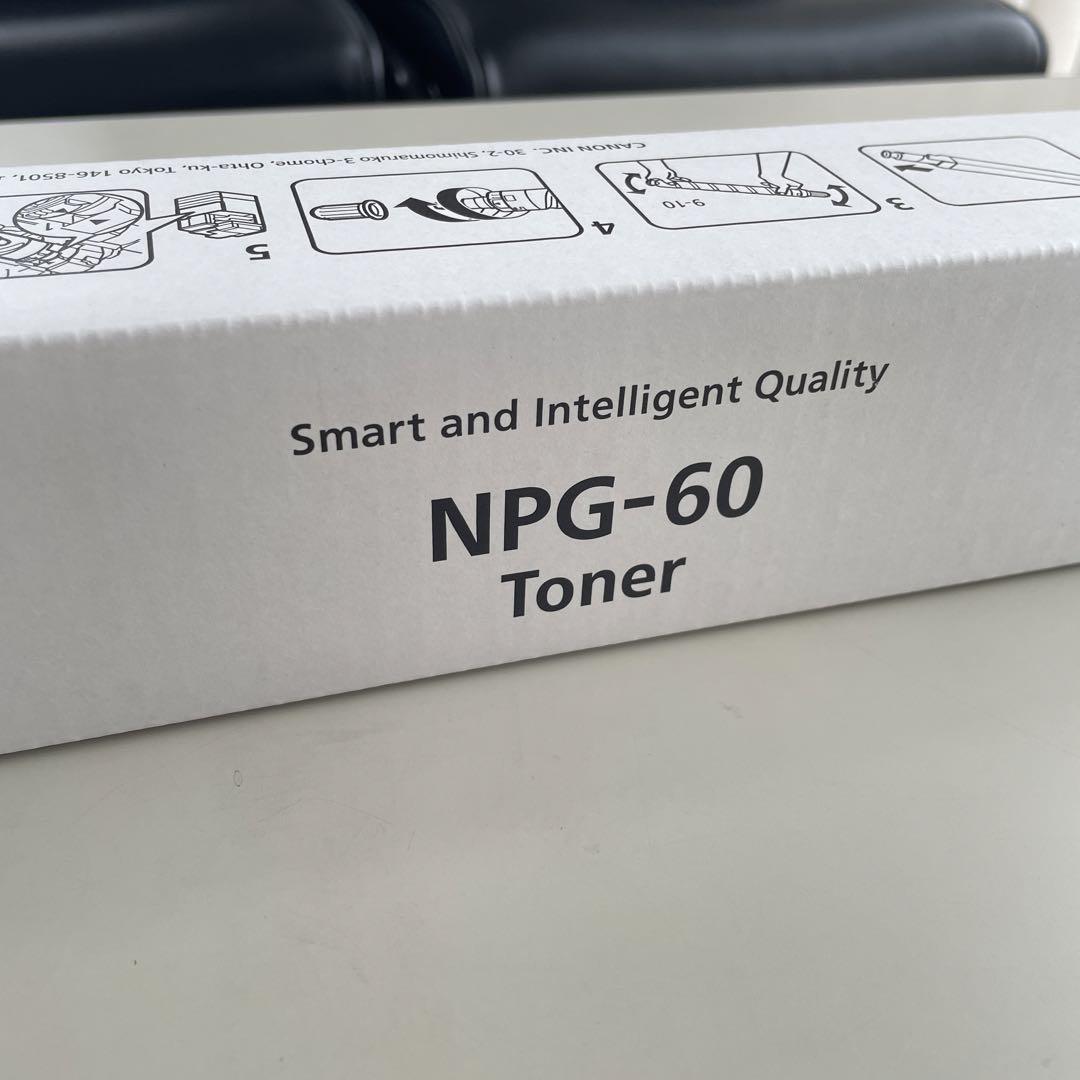 CANON INC. 30-2, Shimomaruko 3-chome, Ohta-ku, Tokyo 146-8501,
3
9-10
4
5
Smart and Intelligent Quality
NPG-60
Toner